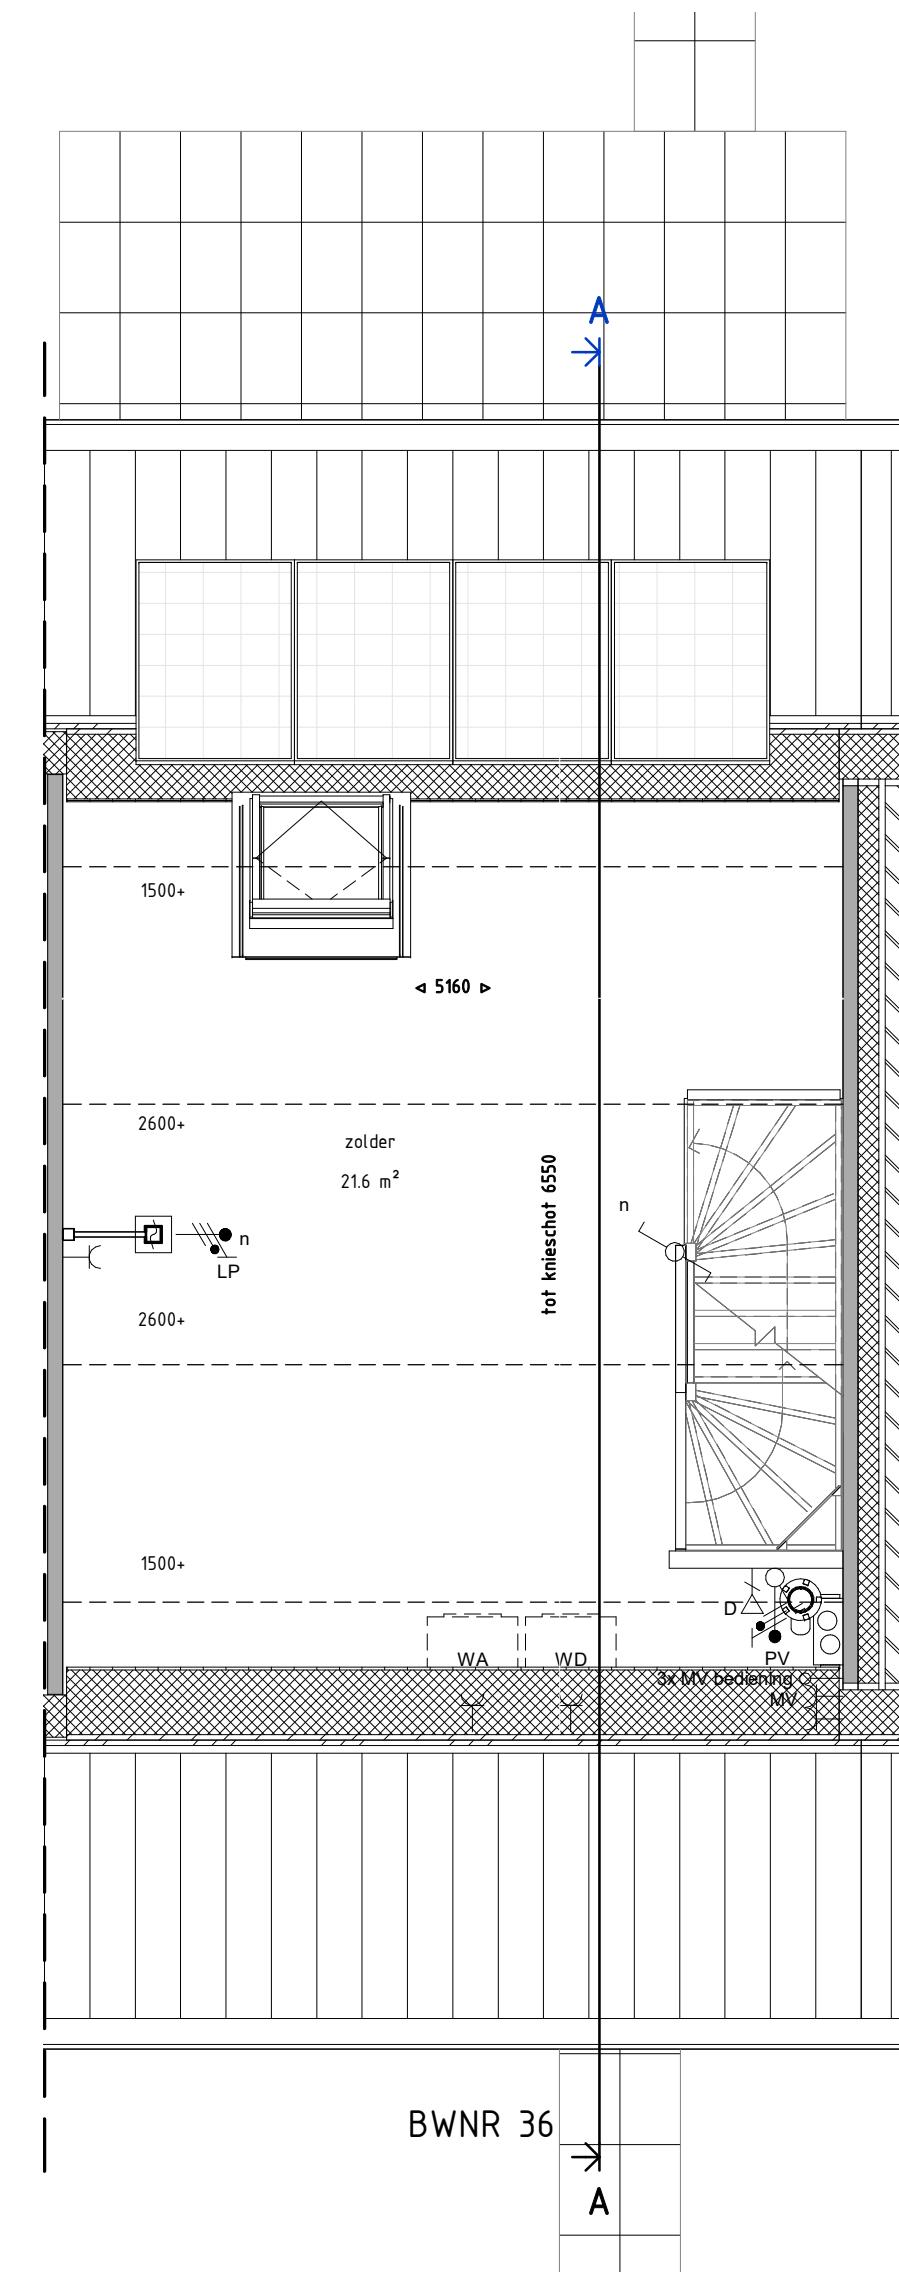 A
1500+
5160
2600+
zolder
21.6 m²
tot knieschot 6550
n
n
LP
2600+
1500+
D
PV
WA
WD
3x MV bediening
MV
BWNR 36
A